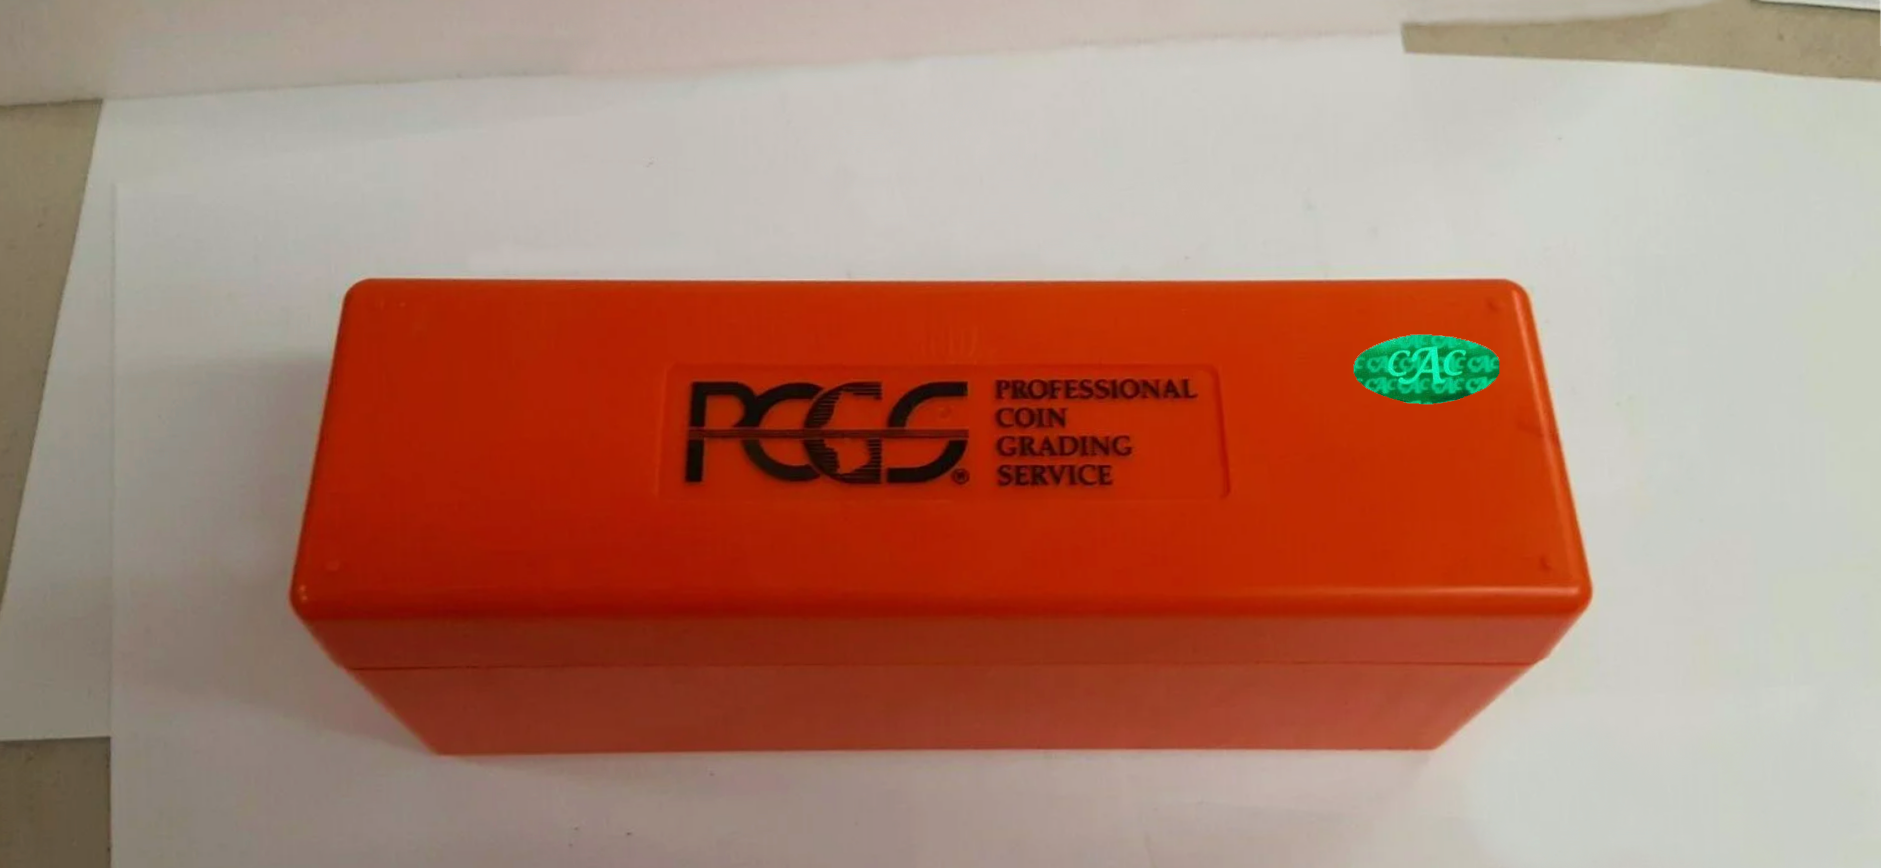 PCGS®
PROFESSIONAL
COIN
GRADING
SERVICE
CAC